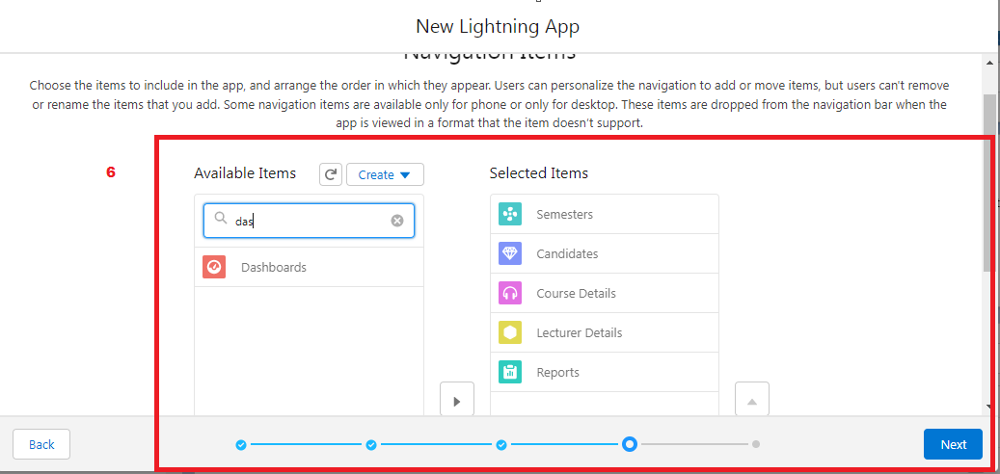 New Lightning App
Navigation Items
Choose the items to include in the app, and arrange the order in which they appear. Users can personalize the navigation to add or move items, but users can't remove
or rename the items that you add. Some navigation items are available only for phone or only for desktop. These items are dropped from the navigation bar when the
app is viewed in a format that the item doesn't support.
6
Available Items
Create
Selected Items
das
Dashboards
Semesters
Candidates
Course Details
Lecturer Details
Reports
Back
Next